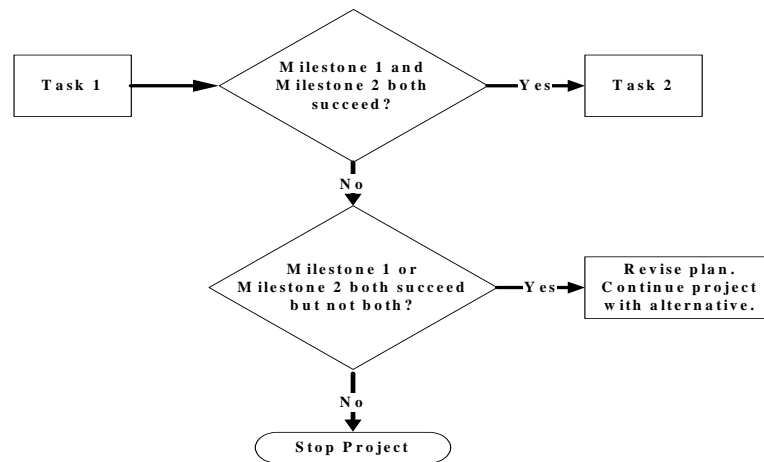 Task 1
Milestone 1 and
Milestone 2 both
succeed?
Yes
Task 2
No
Milestone 1 or
Milestone 2 both succeed
but not both?
Yes
Revise plan.
Continue project
with alternative.
No
Stop Project